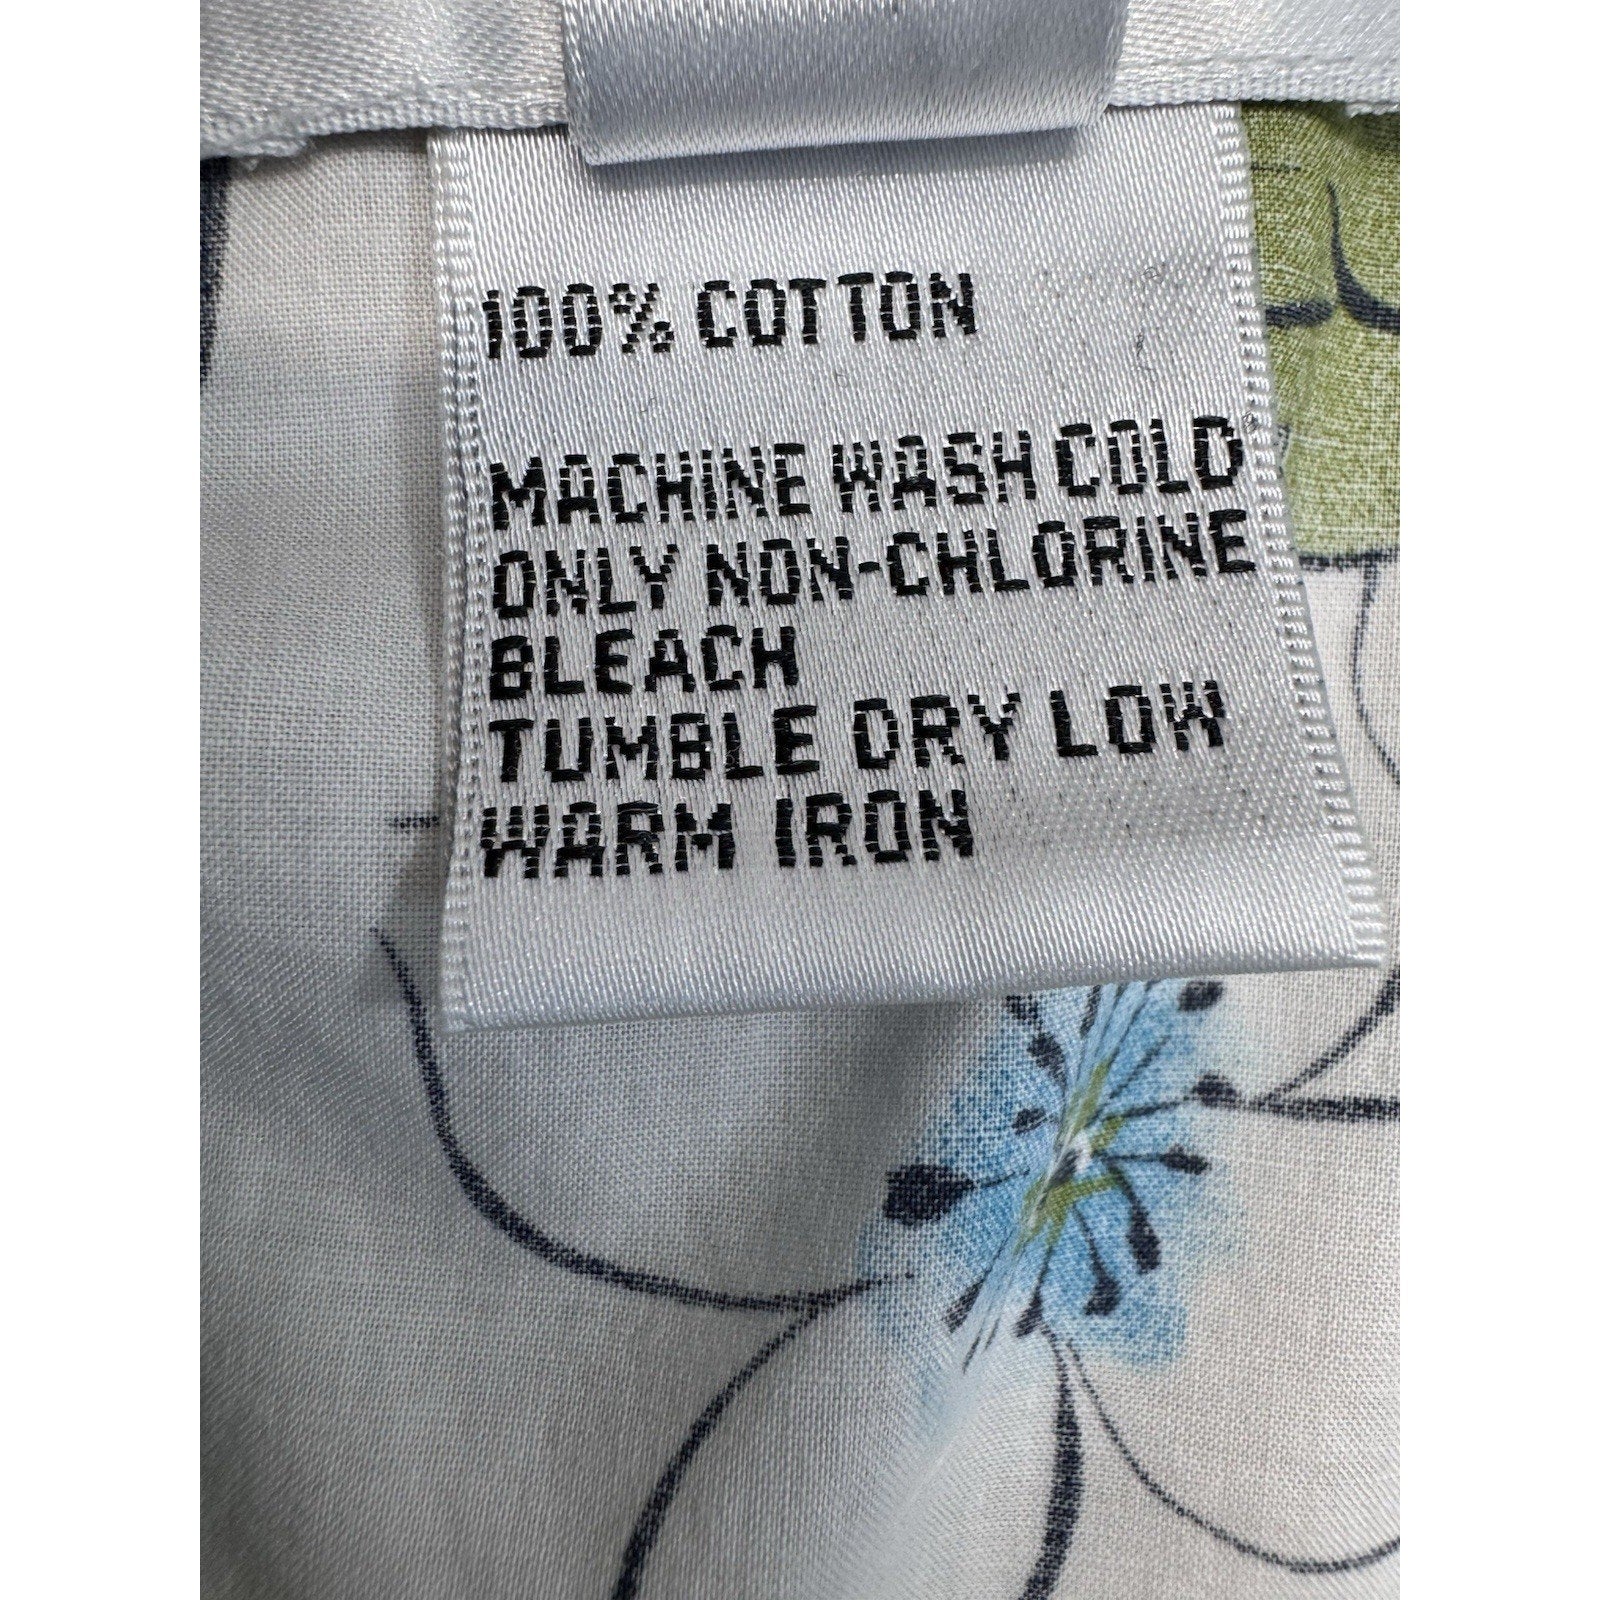 100% COTTON
MACHINE WASH COLD
ONLY NON-CHLORINE
BLEACH
TUMBLE DRY LOW
WARM IRON